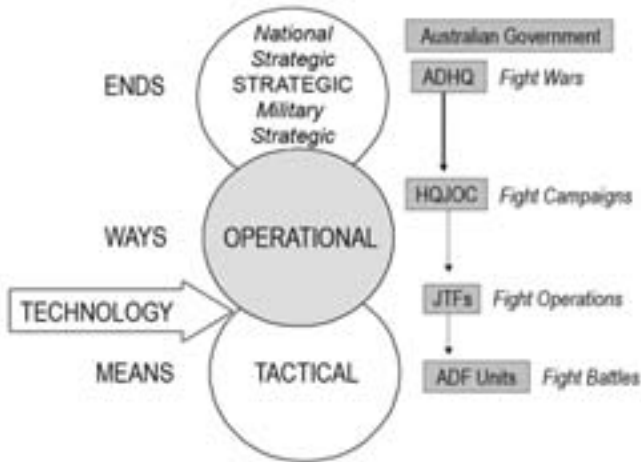 National
Strategic
STRATEGIC
Military
Strategic
ENDS
Australian Government
ADHQ Fight Wars
HQJOC Fight Campaigns
WAYS
OPERATIONAL
TECHNOLOGY
JTFs Fight Operations
MEANS
TACTICAL
ADF Units Fight Battles